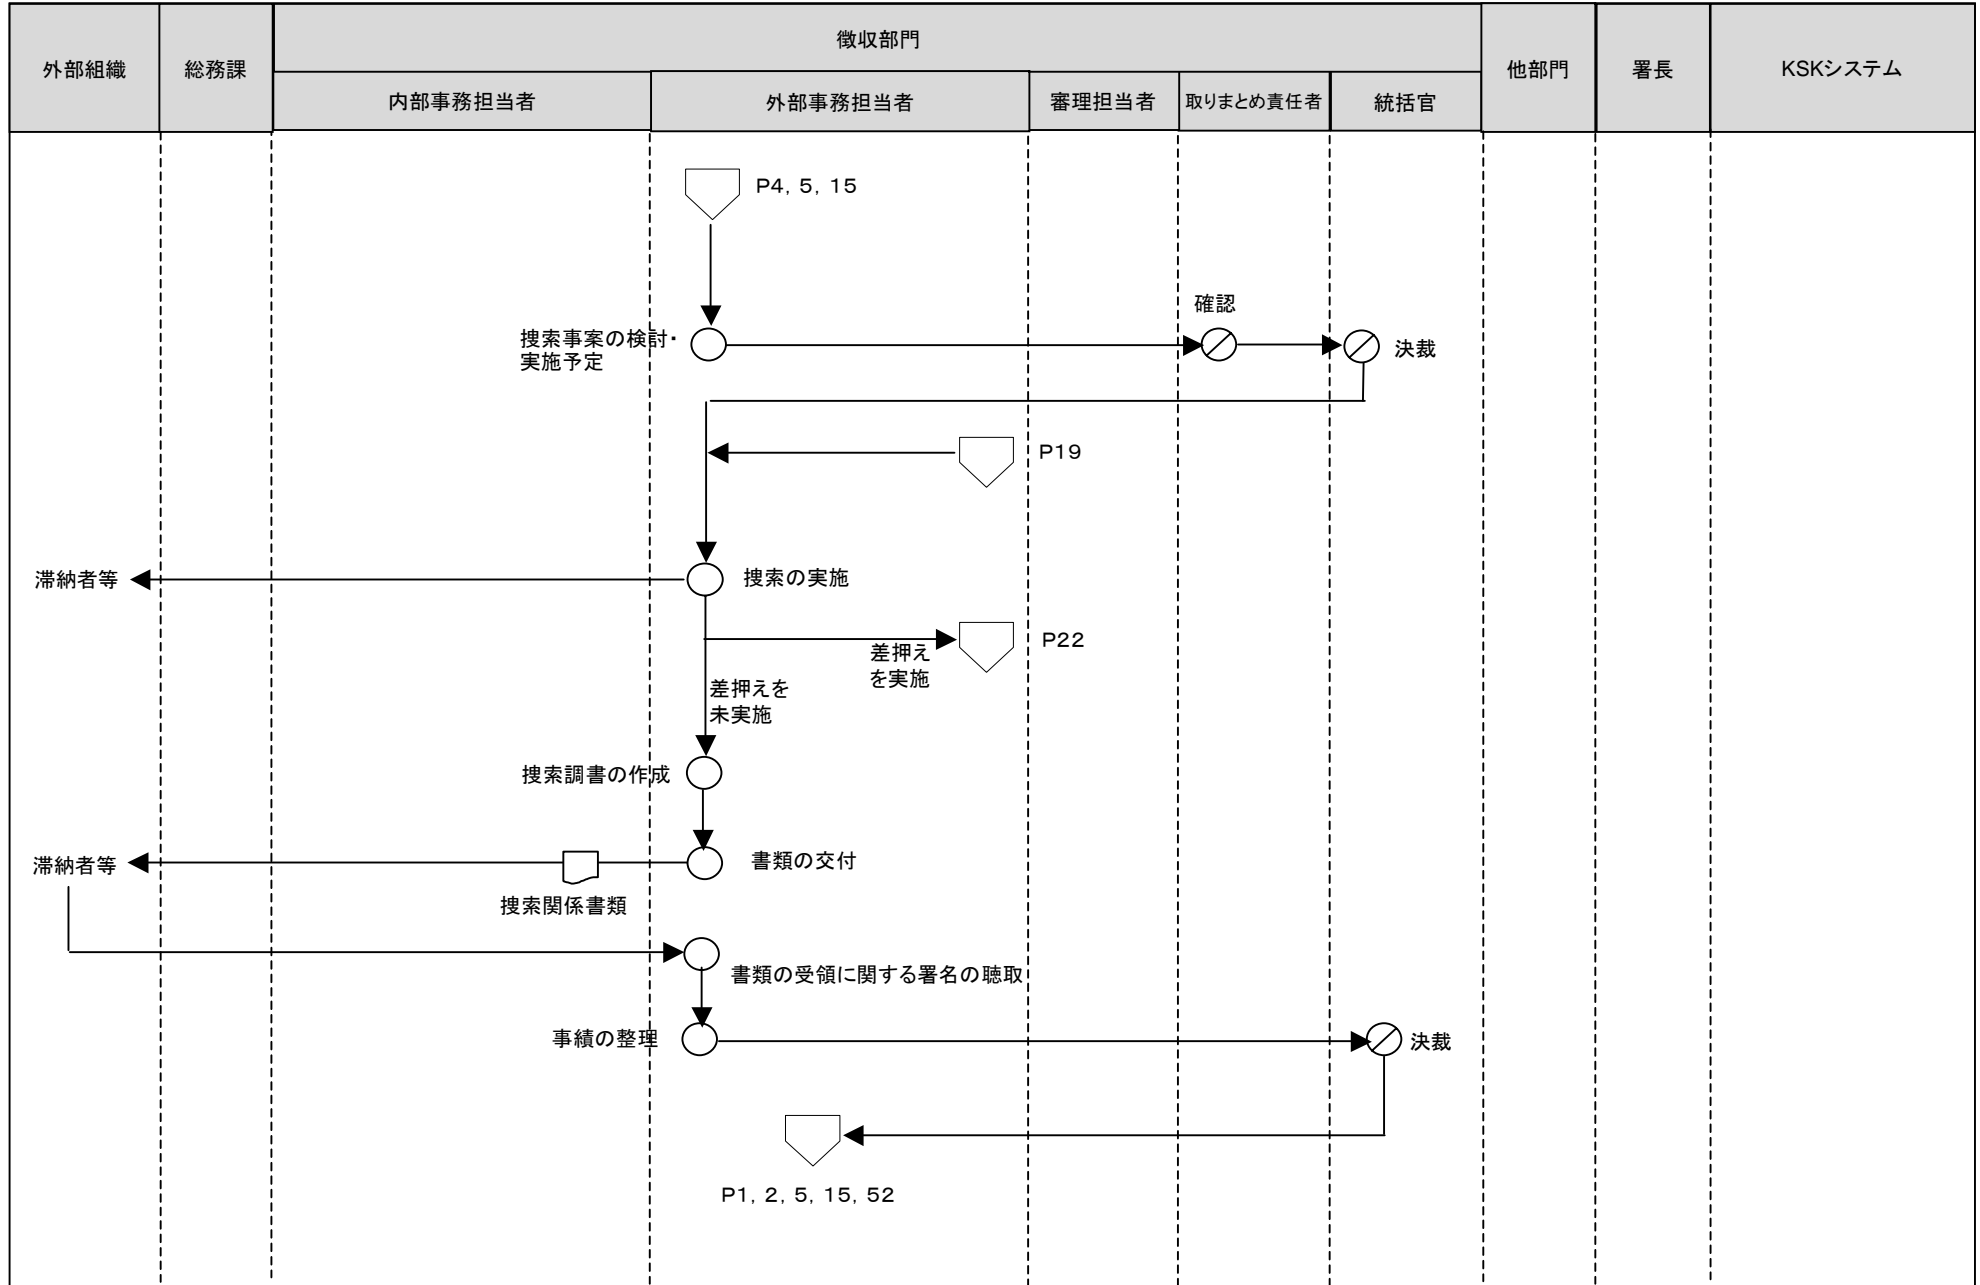 徴収部門
外部組織
総務課
他部門
署長
KSKシステム
内部事務担当者
外部事務担当者
審理担当者
取りまとめ責任者
統括官
P4, 5, 15
確認
捜索事案の検討・
実施予定
決裁
P19
滞納者等
捜索の実施
P22
差押え
を実施
差押えを
未実施
捜索調書の作成
滞納者等
書類の交付
捜索関係書類
書類の受領に関する署名の聴取
事績の整理
決裁
P1, 2, 5, 15, 52